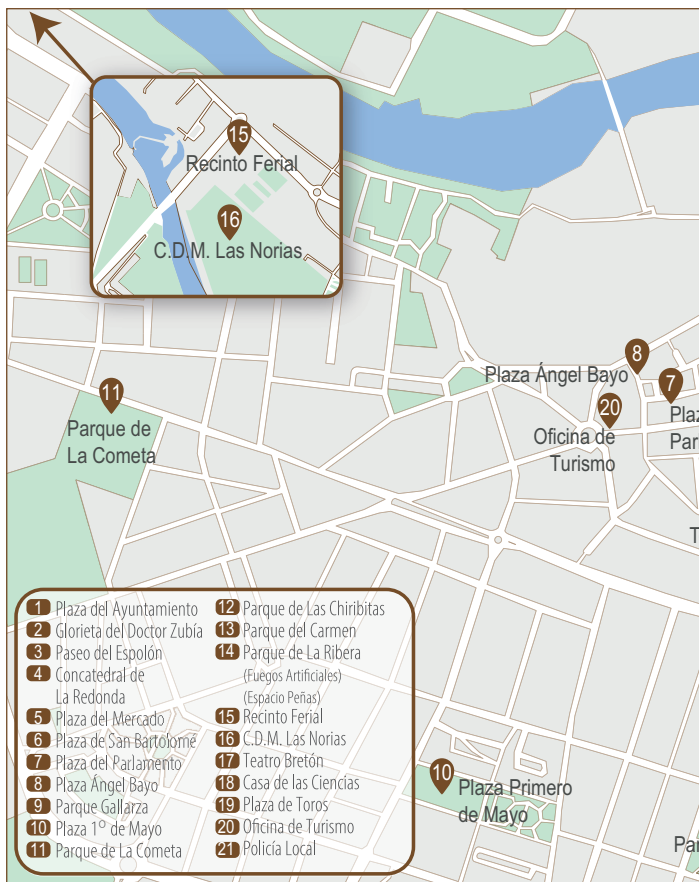 15
Recinto Ferial
16
C.D.M. Las Norias
8
Plaza Ángel Bayo
7
Plaz
Par
11
Parque de
La Cometa
20
Oficina de
Turismo
T
1 Plaza del Ayuntamiento
2 Glorieta del Doctor Zubía
3 Paseo del Espolón
4 Concatedral de
La Redonda
5 Plaza del Mercado
6 Plaza de San Bartolomé
7 Plaza del Parlamento
8 Plaza Ángel Bayo
9 Parque Gallarza
10 Plaza 1º de Mayo
11 Parque de La Cometa
12 Parque de Las Chiribitas
13 Parque del Carmen
14 Parque de La Ribera
(Fuegos Artificiales)
(Espacio Peñas)
15 Recinto Ferial
16 C.D.M. Las Norias
17 Teatro Bretón
18 Casa de las Ciencias
19 Plaza de Toros
20 Oficina de Turismo
21 Policía Local
10
Plaza Primero
de Mayo
Par